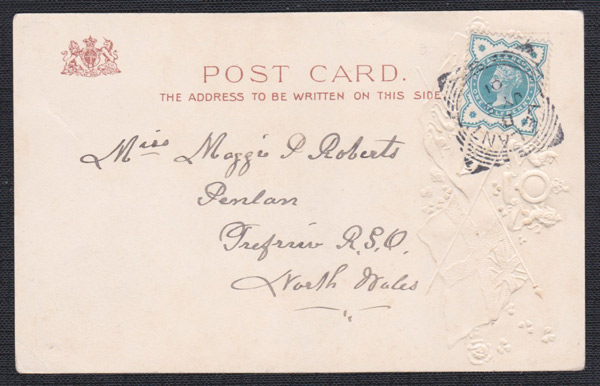 POST CARD.
THE ADDRESS TO BE WRITTEN ON THIS SIDE
Miss Maggie P Roberts
Penlan
Trefriw R.S.O.
North Wales